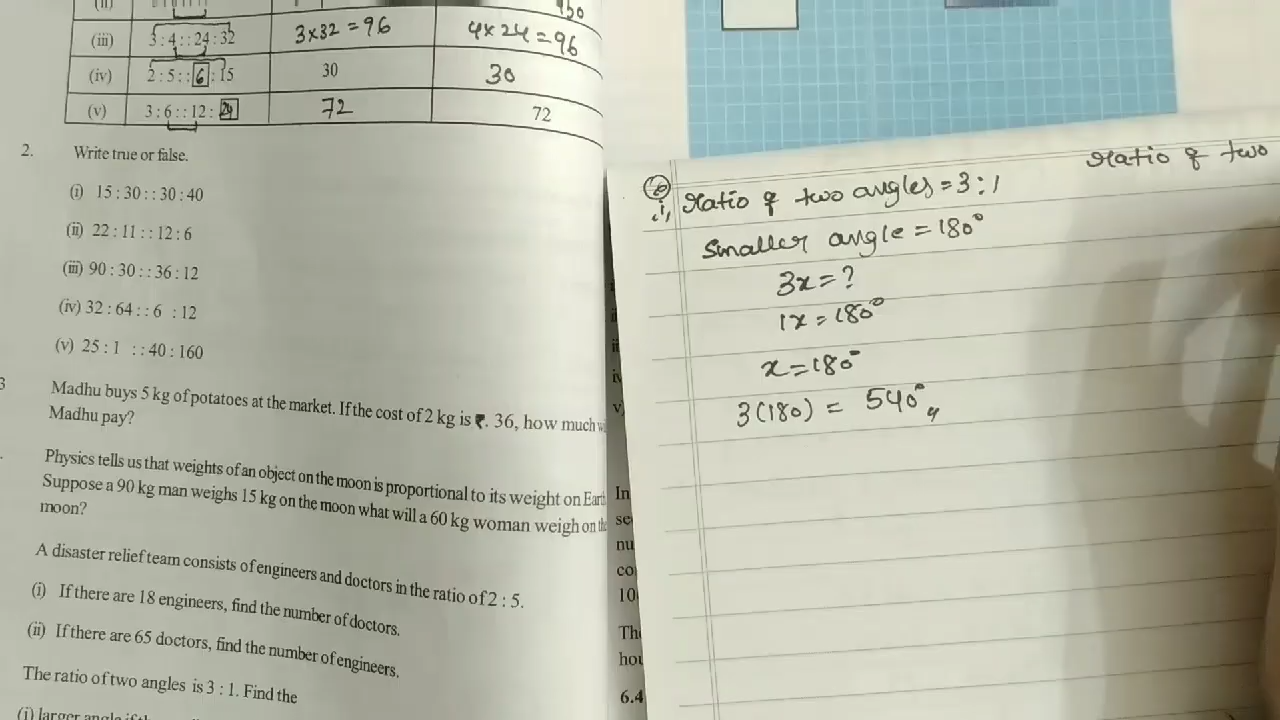 (iii) 3 : 4 : : 24 : 32 3×32 = 96 4×24 = 96
(iv) 2 : 5 : : 6 : 15 30 30
(v) 3 : 6 : : 12 : 24 72 72
2. Write true or false.
(i) 15 : 30 : : 30 : 40
(ii) 22 : 11 : : 12 : 6
(iii) 90 : 30 : : 36 : 12
(iv) 32 : 64 : : 6 : 12
(v) 25 : 1 : : 40 : 160
3 Madhu buys 5 kg of potatoes at the market. If the cost of 2 kg is ₹. 36, how much
Madhu pay?
Physics tells us that weights of an object on the moon is proportional to its weight on
Suppose a 90 kg man weighs 15 kg on the moon what will a 60 kg woman weigh on
moon?
A disaster relief team consists of engineers and doctors in the ratio of 2 : 5.
(i) If there are 18 engineers, find the number of doctors.
(ii) If there are 65 doctors, find the number of engineers.
The ratio of two angles is 3 : 1. Find the
(i) larger angle if
6.4
Ratio of two
i, Ratio of two angles = 3 : 1
Smaller angle = 180°
3x = ?
1x = 180°
x = 180°
3(180) = 540°